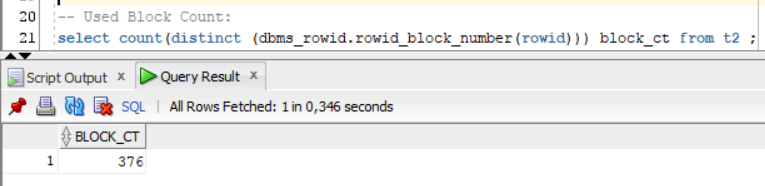 20 -- Used Block Count:
21 select count(distinct (dbms_rowid.rowid_block_number(rowid))) block_ct from t2 ;
Script Output x Query Result x
SQL | All Rows Fetched: 1 in 0,346 seconds
BLOCK_CT
1 376